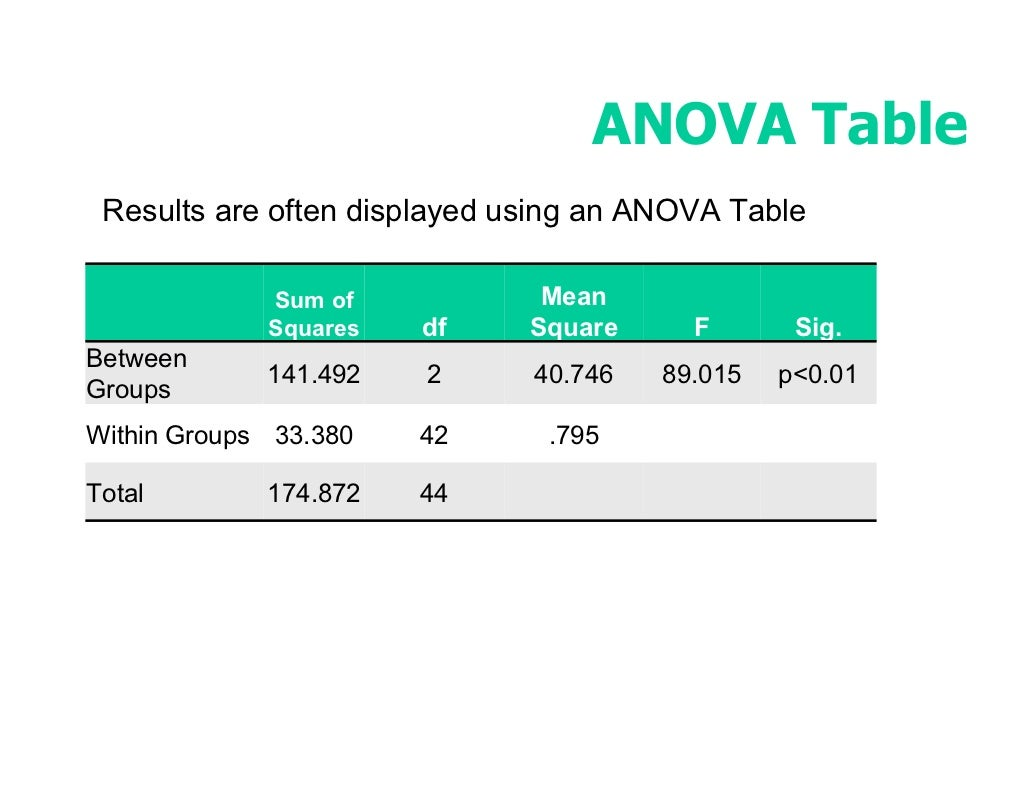 ANOVA Table
Results are often displayed using an ANOVA Table
Sum of Squares df Mean Square F Sig.
Between Groups 141.492 2 40.746 89.015 p<0.01
Within Groups 33.380 42 .795
Total 174.872 44